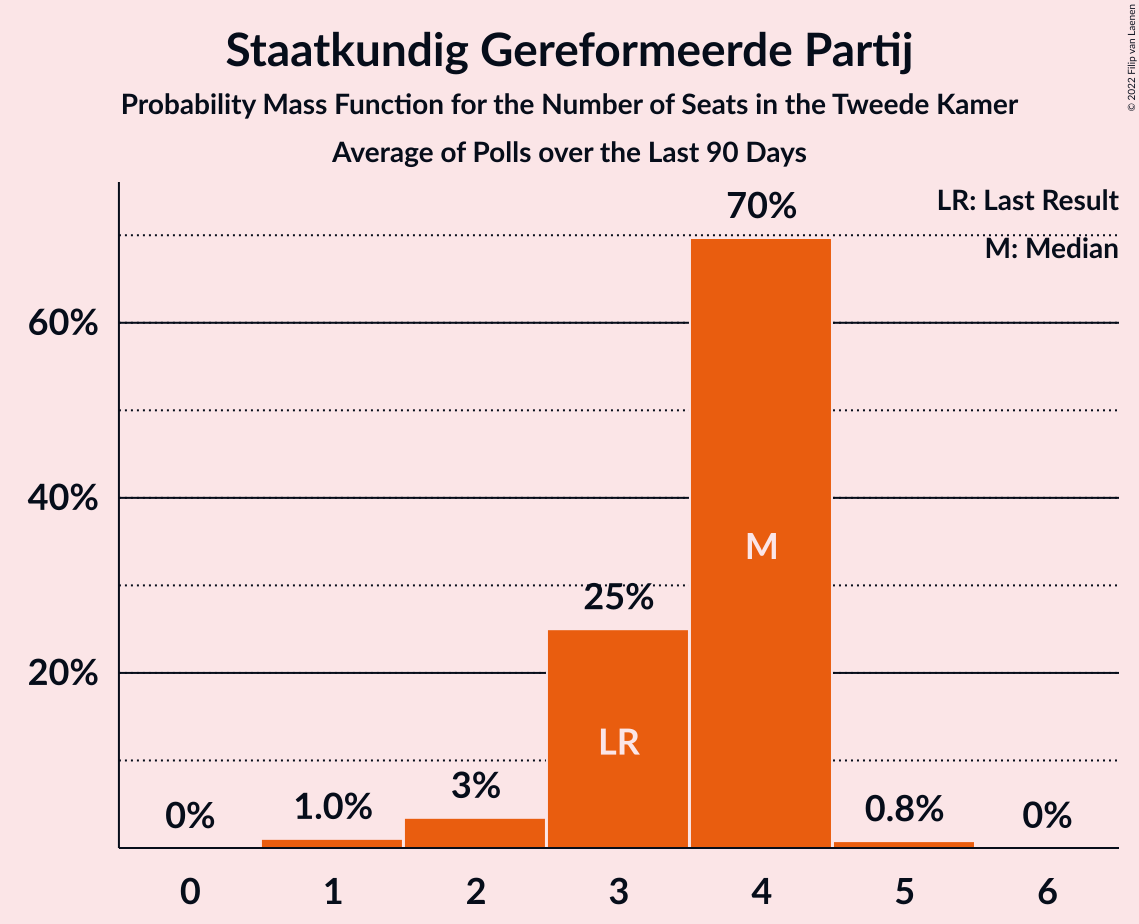 Staatkundig Gereformeerde Partij
Probability Mass Function for the Number of Seats in the Tweede Kamer
Average of Polls over the Last 90 Days
© 2022 Filip van Laenen
LR: Last Result
M: Median
70%
60%
40%
20%
M
25%
LR
0%
1.0%
3%
0.8%
0%
0 1 2 3 4 5 6